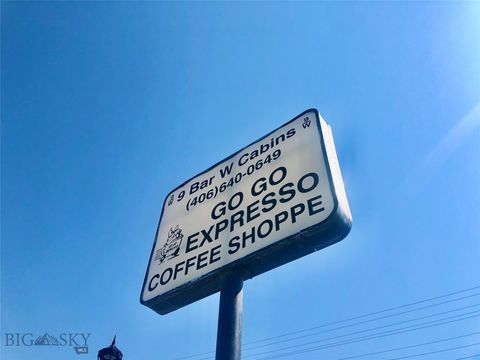 9 Bar W Cabins
(406)640-0649
GO GO
EXPRESSO
COFFEE SHOPPE
BIG SKY